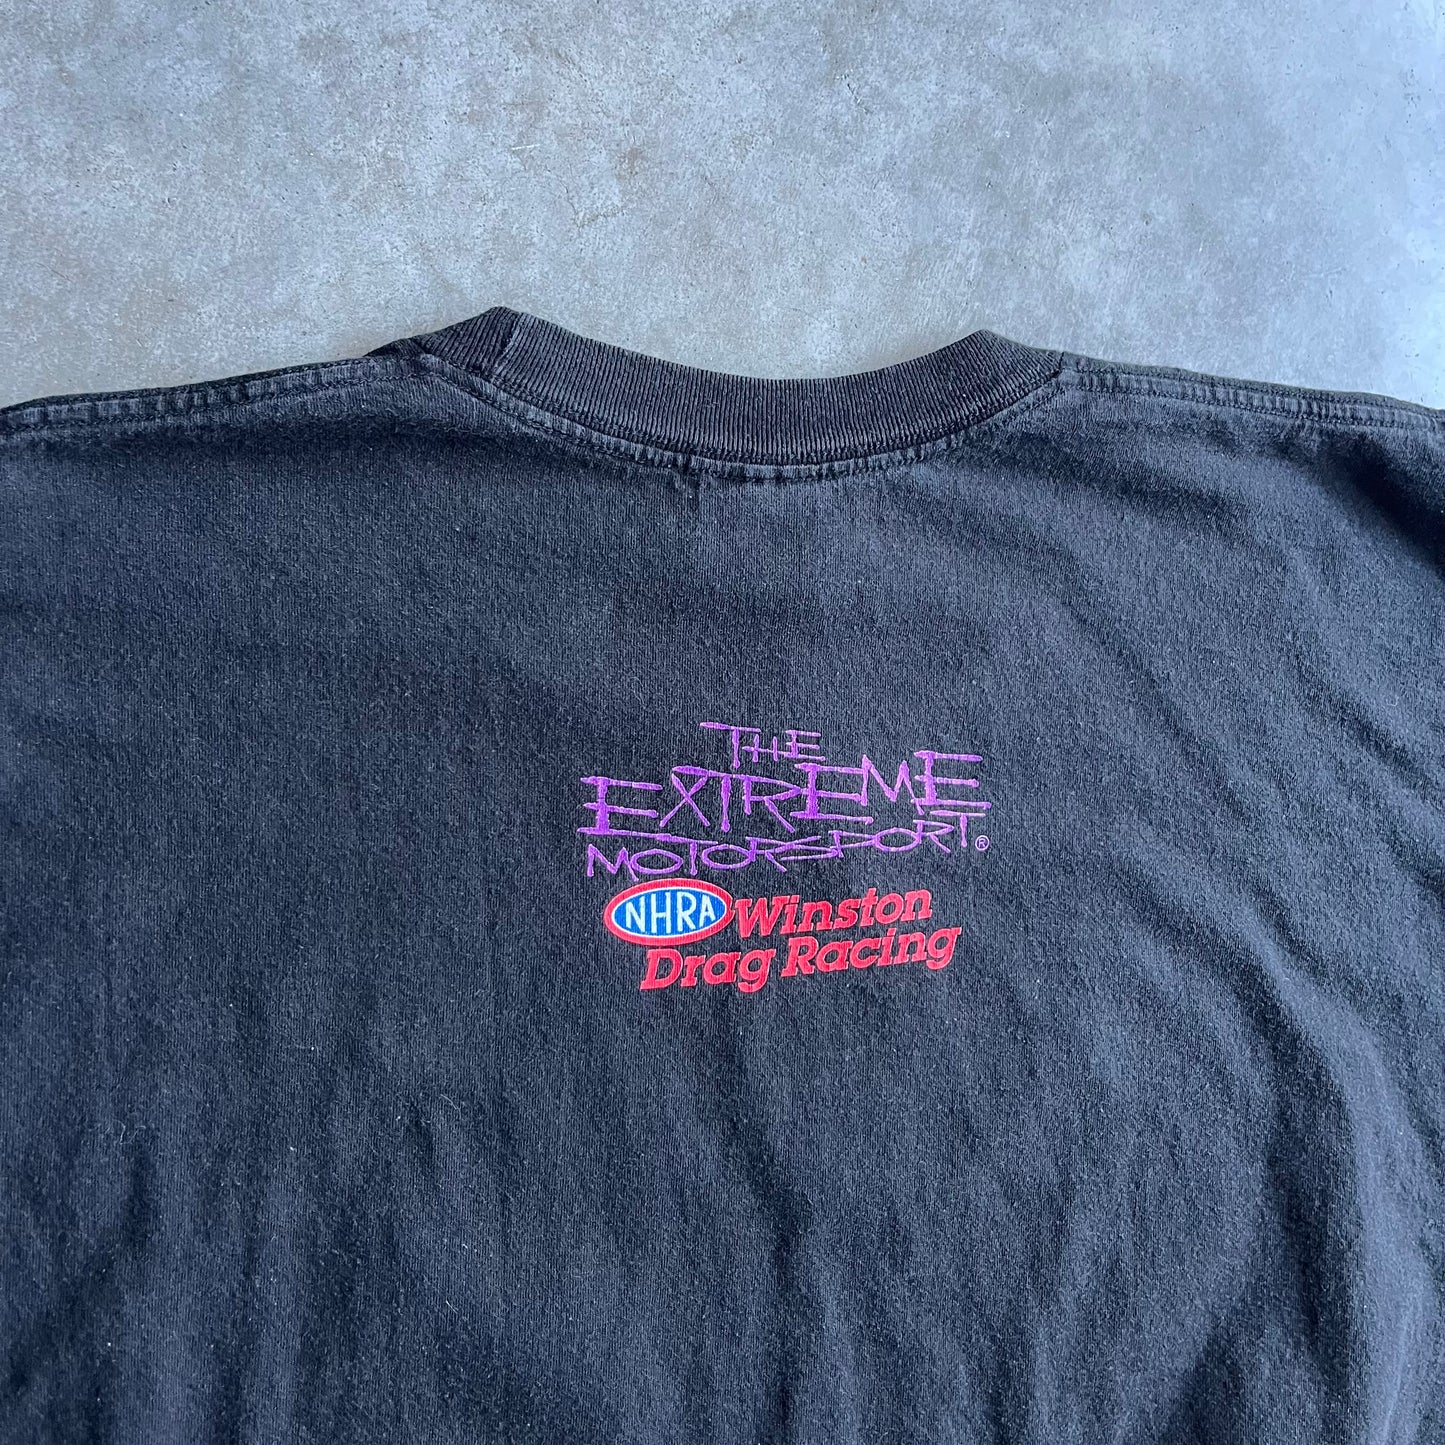 THE
EXTREME
MOTORSPORT®
NHRA Winston
Drag Racing